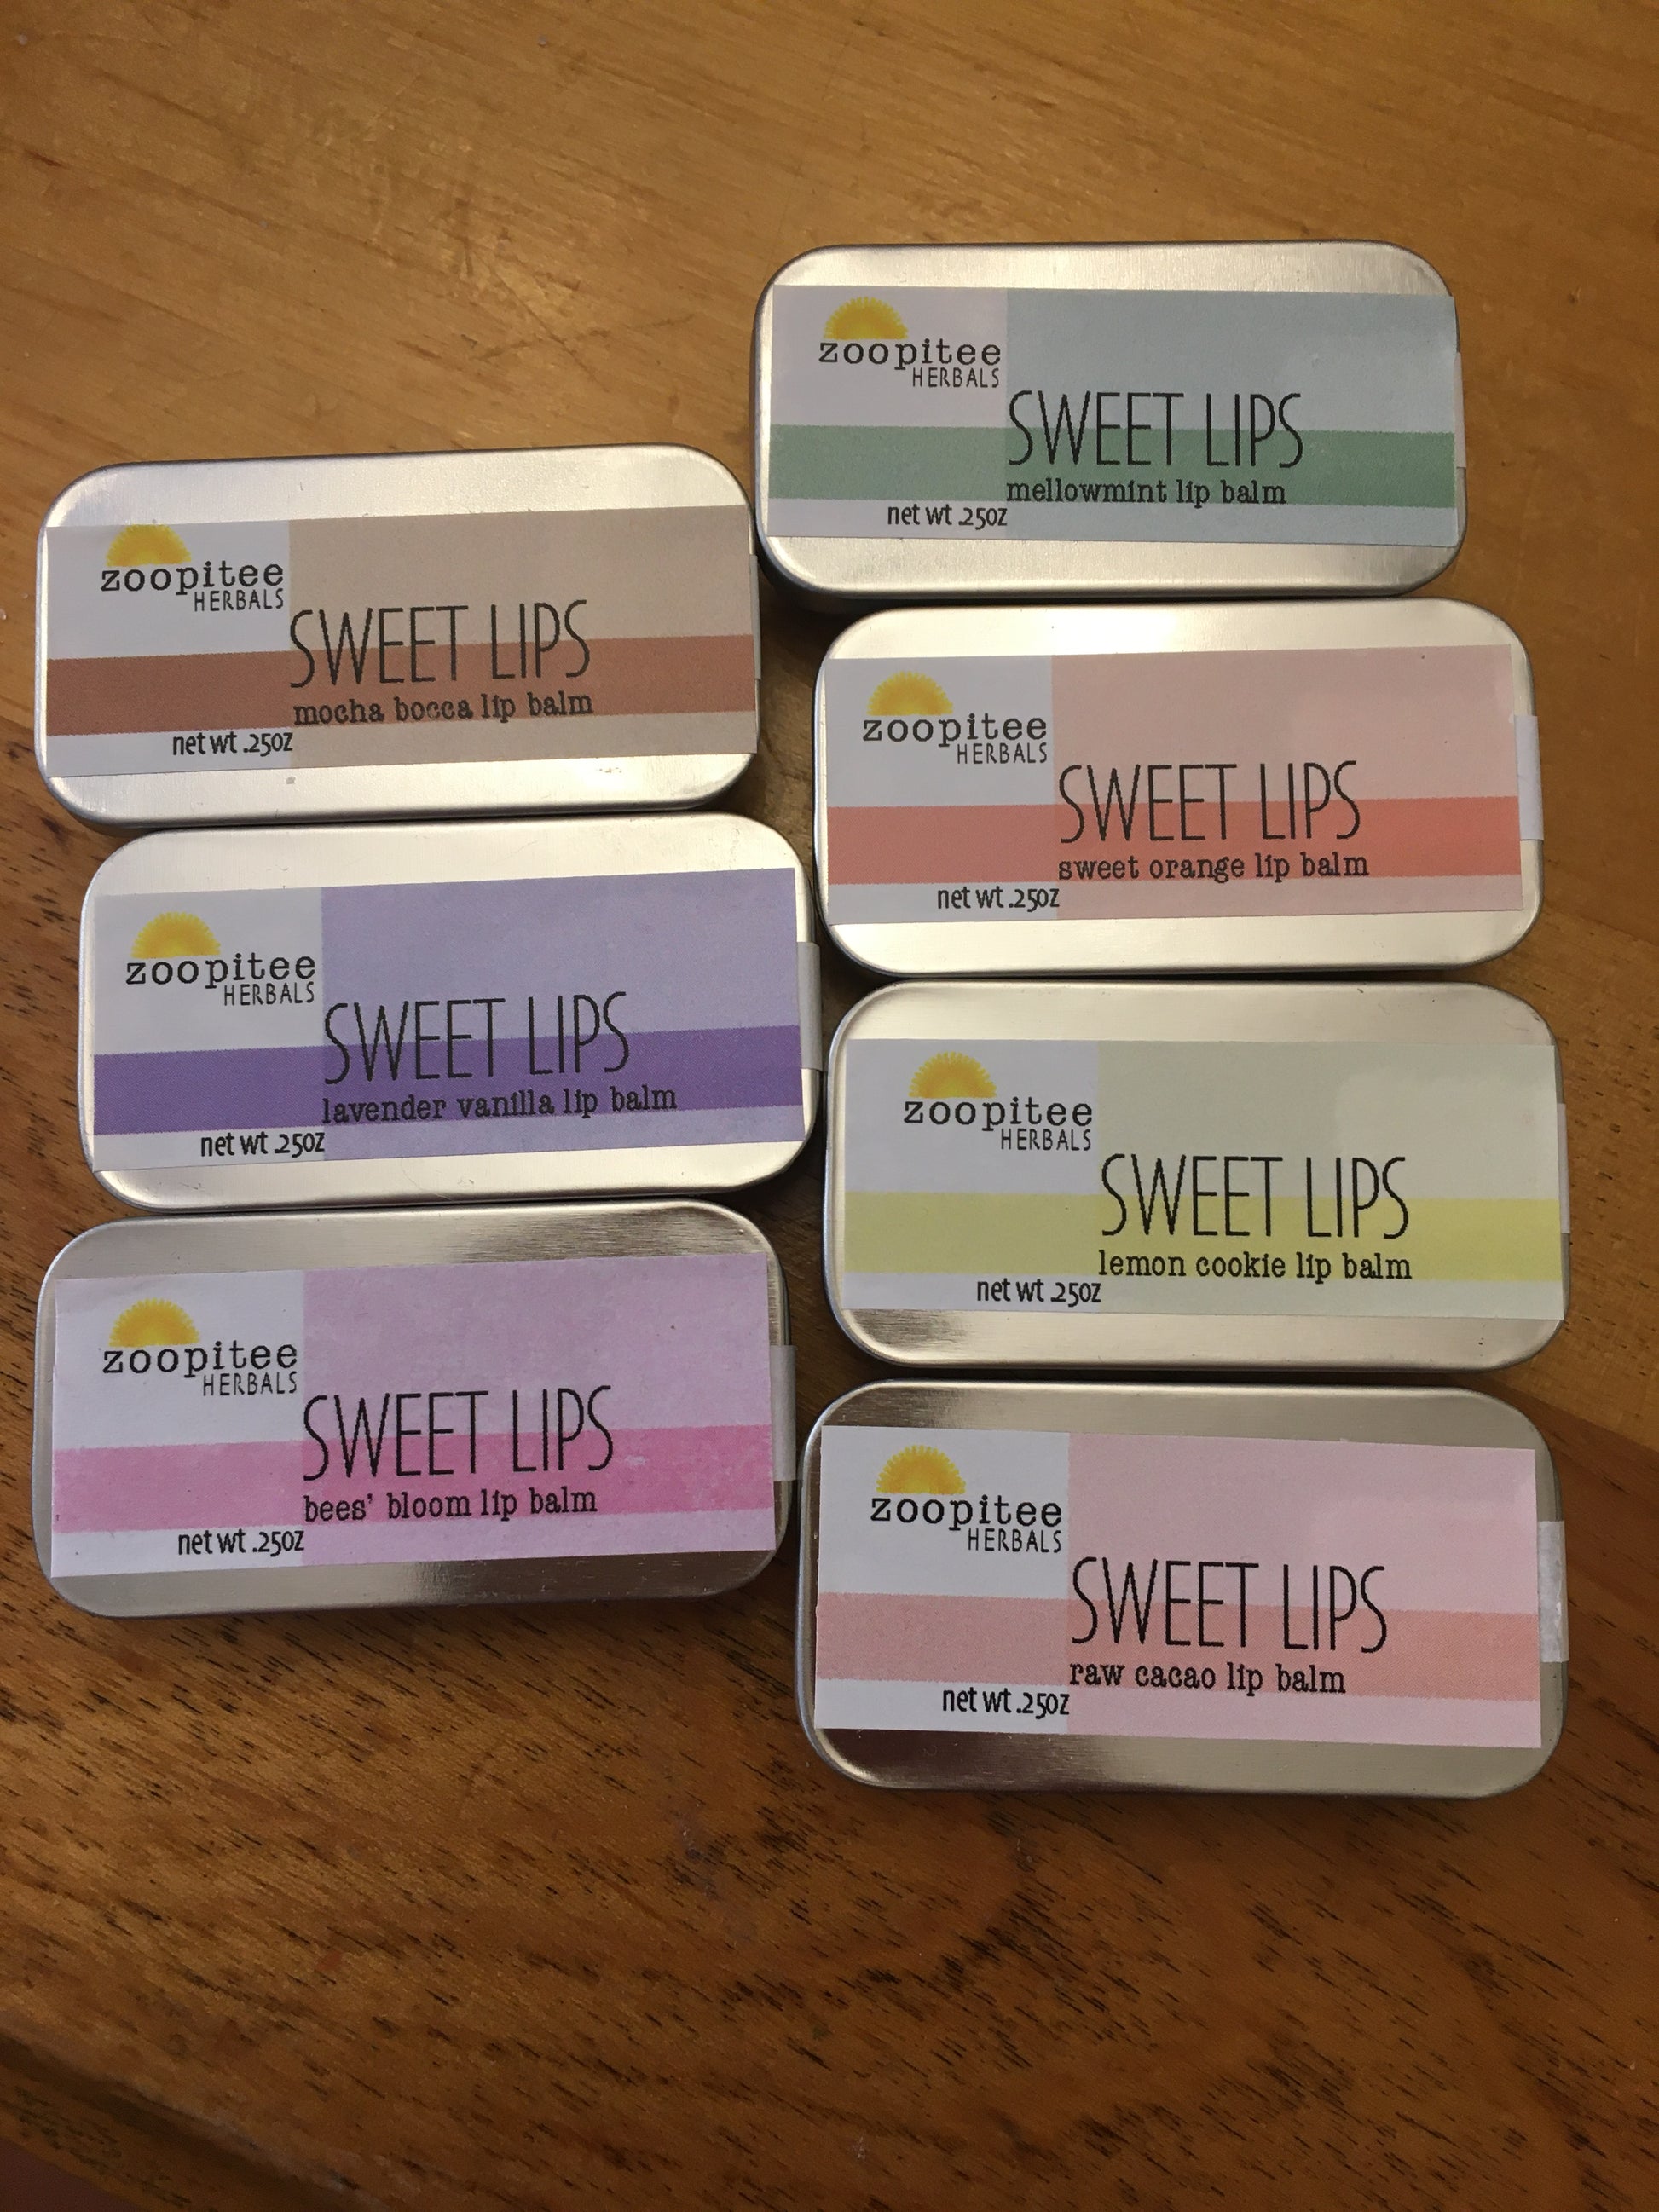 zoopitee
HERBALS
SWEET LIPS
mellowmint lip balm
net wt .25oz
zoopitee
HERBALS
SWEET LIPS
mocha bocca lip balm
net wt .25oz
zoopitee
HERBALS
SWEET LIPS
sweet orange lip balm
net wt .25oz
zoopitee
HERBALS
SWEET LIPS
lavender vanilla lip balm
net wt .25oz
zoopitee
HERBALS
SWEET LIPS
lemon cookie lip balm
net wt .25oz
zoopitee
HERBALS
SWEET LIPS
bees' bloom lip balm
net wt .25oz
zoopitee
HERBALS
SWEET LIPS
raw cacao lip balm
net wt .25oz